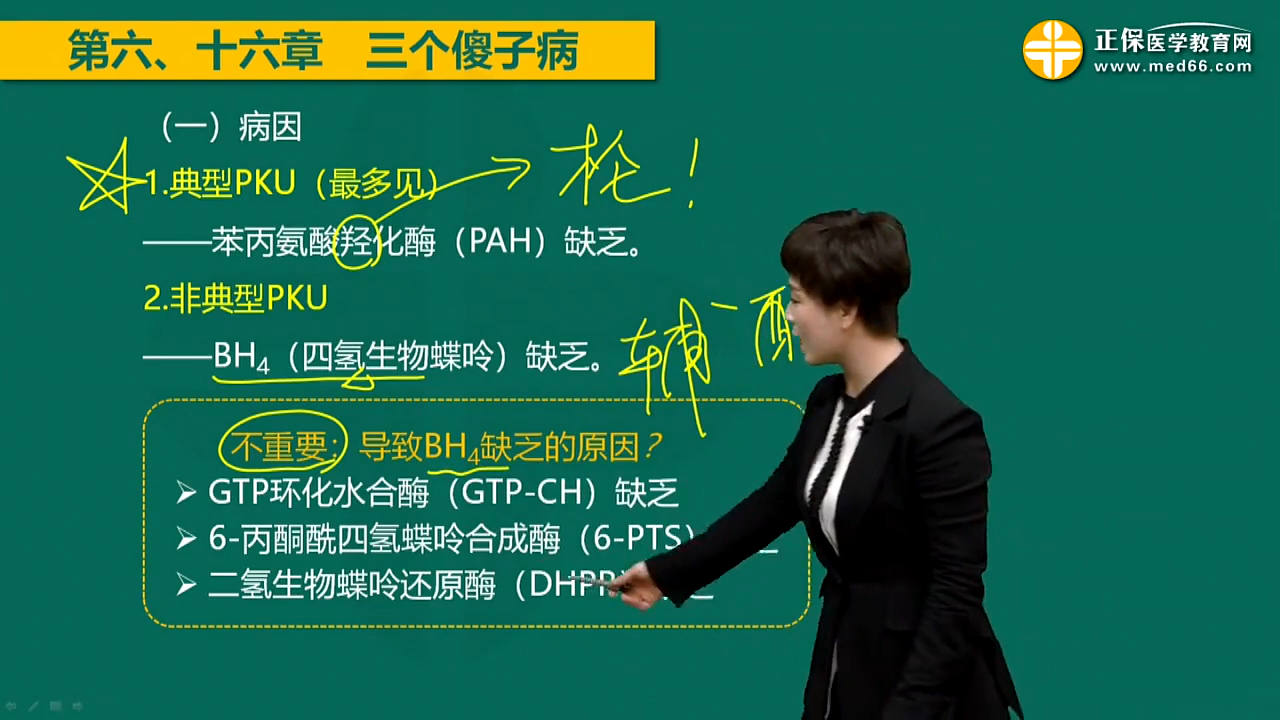 第六、十六章 三个傻子病
正保医学教育网
www.med66.com
（一）病因
1.典型PKU（最多见）
——苯丙氨酸羟化酶（PAH）缺乏。
2.非典型PKU
——BH₄（四氢生物蝶呤）缺乏。
辅-酶
不重要：导致BH₄缺乏的原因？
➢ GTP环化水合酶（GTP-CH）缺乏
➢ 6-丙酮酰四氢蝶呤合成酶（6-PTS）
➢ 二氢生物蝶呤还原酶（DHPR）